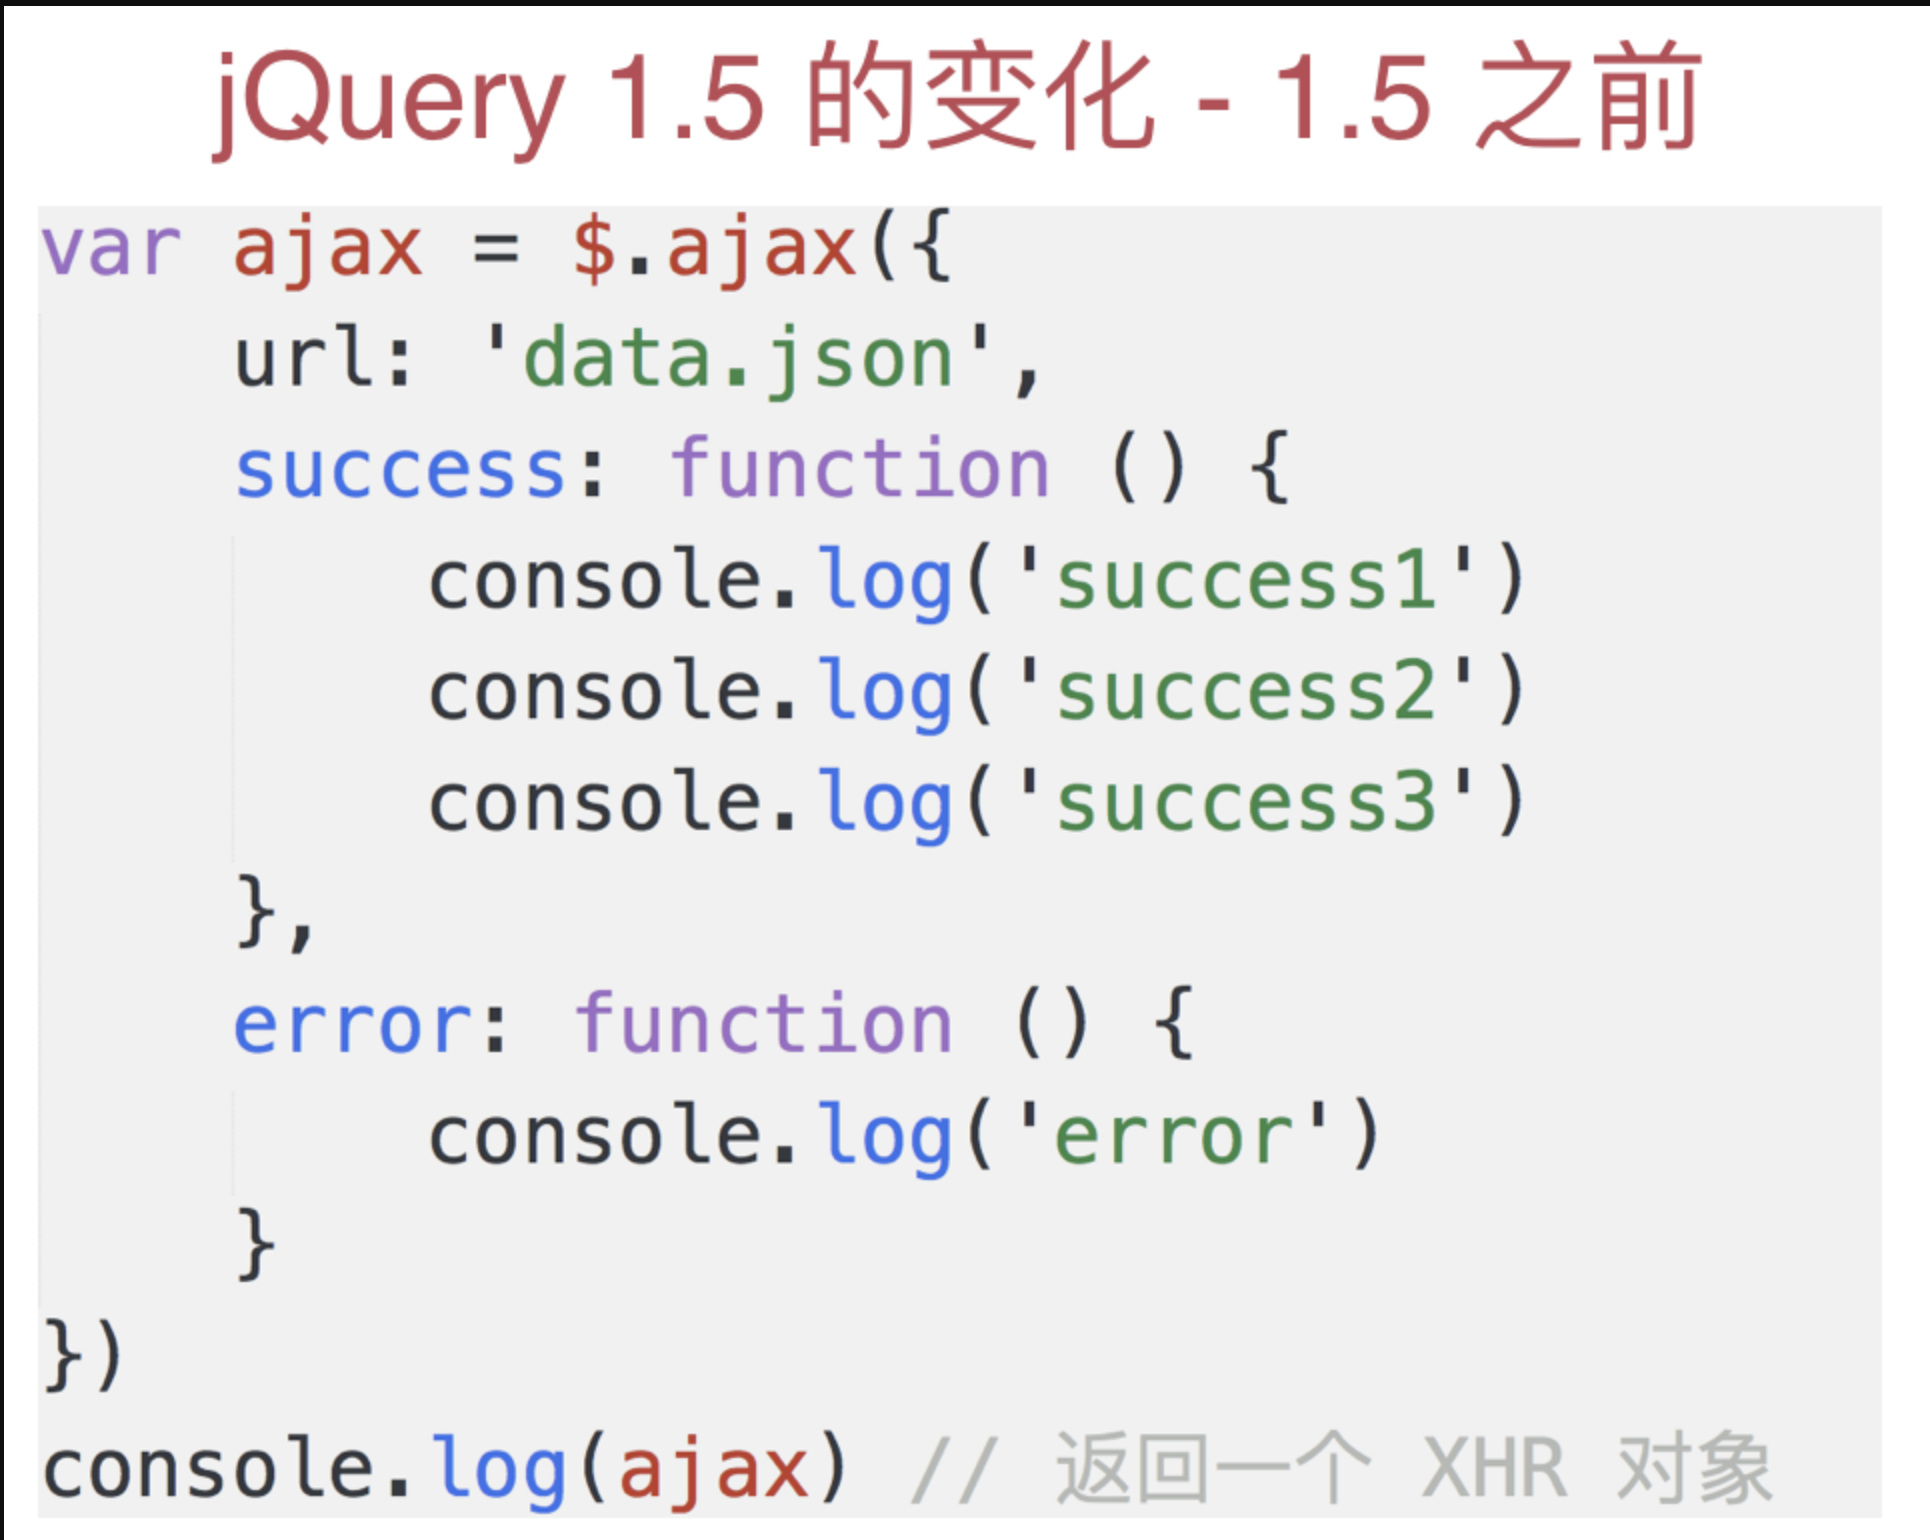 jQuery 1.5 的变化 - 1.5 之前
var ajax = $.ajax({
    url: 'data.json',
    success: function () {
        console.log('success1')
        console.log('success2')
        console.log('success3')
    },
    error: function () {
        console.log('error')
    }
})
console.log(ajax) // 返回一个 XHR 对象